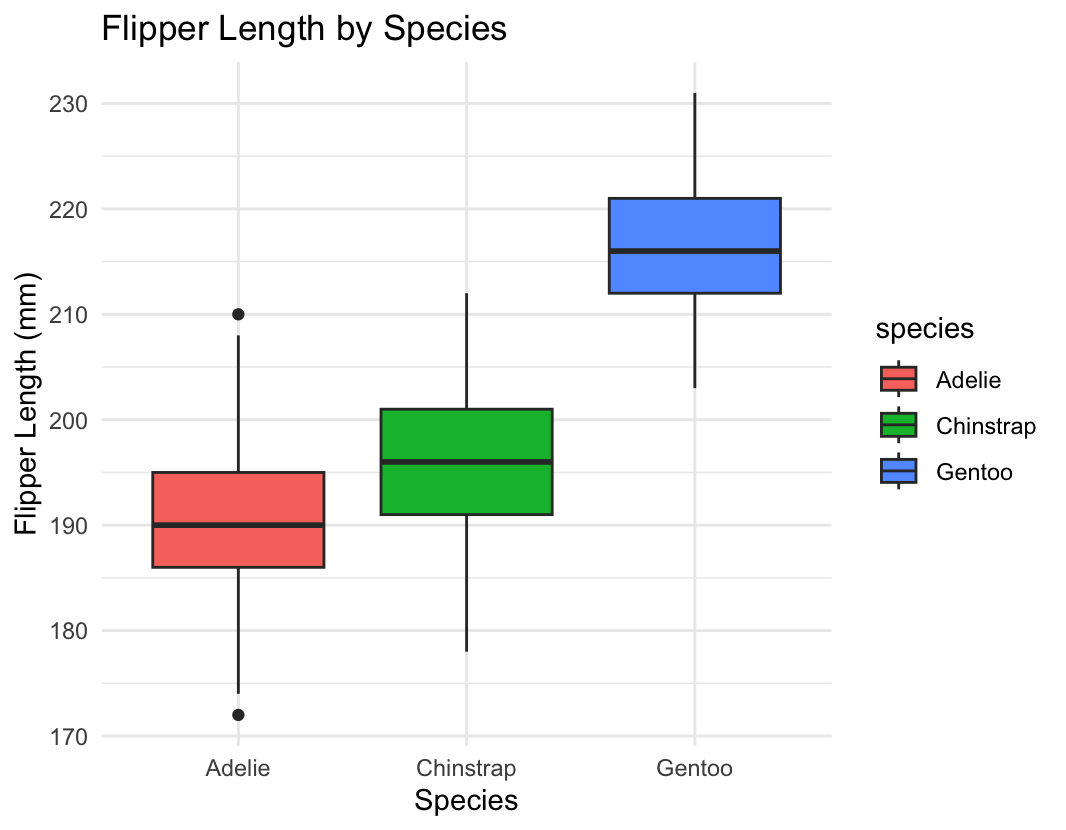 Flipper Length by Species
Flipper Length (mm)
230
220
210
200
190
180
170
Adelie
Chinstrap
Gentoo
Species
species
Adelie
Chinstrap
Gentoo